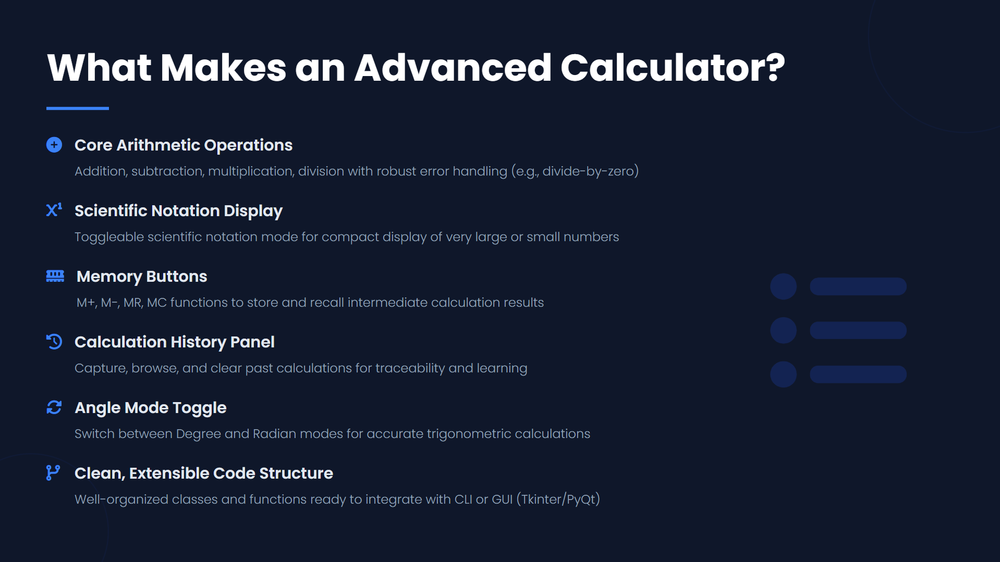 What Makes an Advanced Calculator?
Core Arithmetic Operations
Addition, subtraction, multiplication, division with robust error handling (e.g., divide-by-zero)
Scientific Notation Display
Toggleable scientific notation mode for compact display of very large or small numbers
Memory Buttons
M+, M-, MR, MC functions to store and recall intermediate calculation results
Calculation History Panel
Capture, browse, and clear past calculations for traceability and learning
Angle Mode Toggle
Switch between Degree and Radian modes for accurate trigonometric calculations
Clean, Extensible Code Structure
Well-organized classes and functions ready to integrate with CLI or GUI (Tkinter/PyQt)